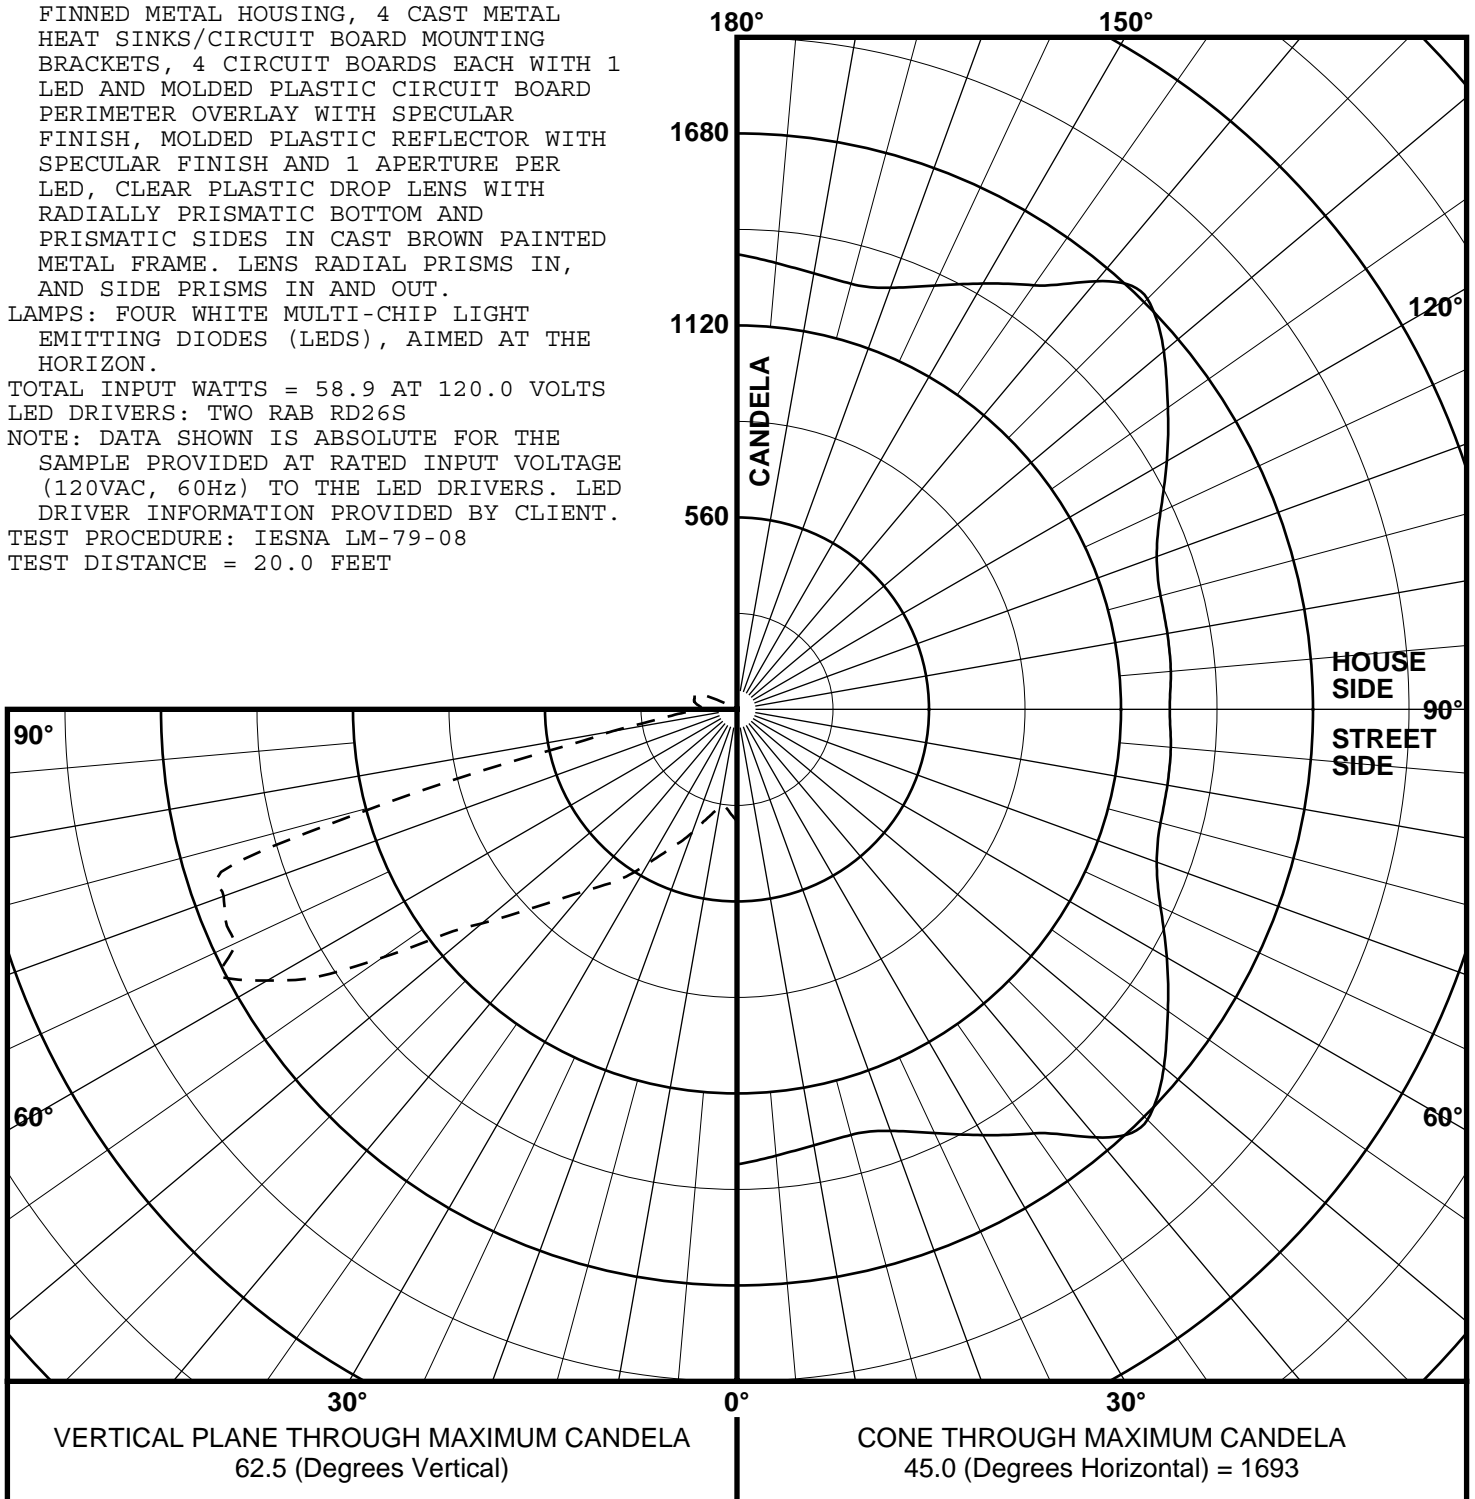 FINNED METAL HOUSING, 4 CAST METAL
HEAT SINKS/CIRCUIT BOARD MOUNTING
BRACKETS, 4 CIRCUIT BOARDS EACH WITH 1
LED AND MOLDED PLASTIC CIRCUIT BOARD
PERIMETER OVERLAY WITH SPECULAR
FINISH, MOLDED PLASTIC REFLECTOR WITH
SPECULAR FINISH AND 1 APERTURE PER
LED, CLEAR PLASTIC DROP LENS WITH
RADIALLY PRISMATIC BOTTOM AND
PRISMATIC SIDES IN CAST BROWN PAINTED
METAL FRAME. LENS RADIAL PRISMS IN,
AND SIDE PRISMS IN AND OUT.
LAMPS: FOUR WHITE MULTI-CHIP LIGHT
EMITTING DIODES (LEDS), AIMED AT THE
HORIZON.
TOTAL INPUT WATTS = 58.9 AT 120.0 VOLTS
LED DRIVERS: TWO RAB RD26S
NOTE: DATA SHOWN IS ABSOLUTE FOR THE
SAMPLE PROVIDED AT RATED INPUT VOLTAGE
(120VAC, 60Hz) TO THE LED DRIVERS. LED
DRIVER INFORMATION PROVIDED BY CLIENT.
TEST PROCEDURE: IESNA LM-79-08
TEST DISTANCE = 20.0 FEET
180°
150°
1680
120°
1120
CANDELA
560
HOUSE
SIDE
90°
90°
STREET
SIDE
60°
60°
30°
0°
30°
VERTICAL PLANE THROUGH MAXIMUM CANDELA
62.5 (Degrees Vertical)
CONE THROUGH MAXIMUM CANDELA
45.0 (Degrees Horizontal) = 1693